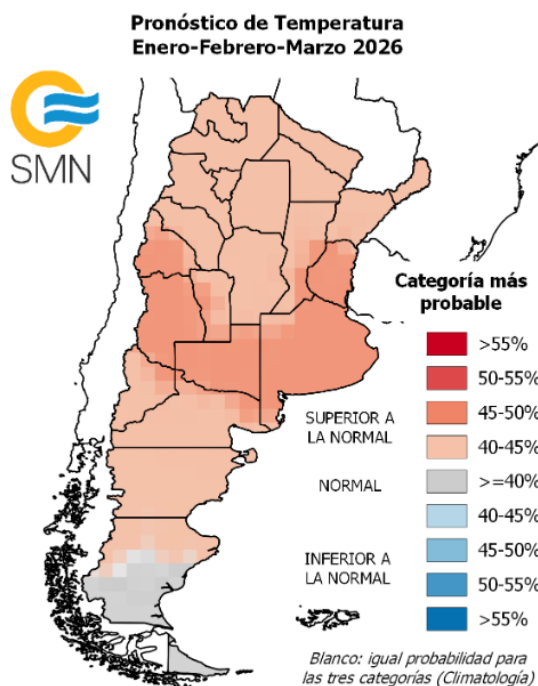 Pronóstico de Temperatura
Enero-Febrero-Marzo 2026
SMN
Categoría más
probable
>55%
50-55%
45-50%
SUPERIOR A
LA NORMAL
40-45%
NORMAL
>=40%
40-45%
45-50%
INFERIOR A
LA NORMAL
50-55%
>55%
Blanco: igual probabilidad para
las tres categorías (Climatología)